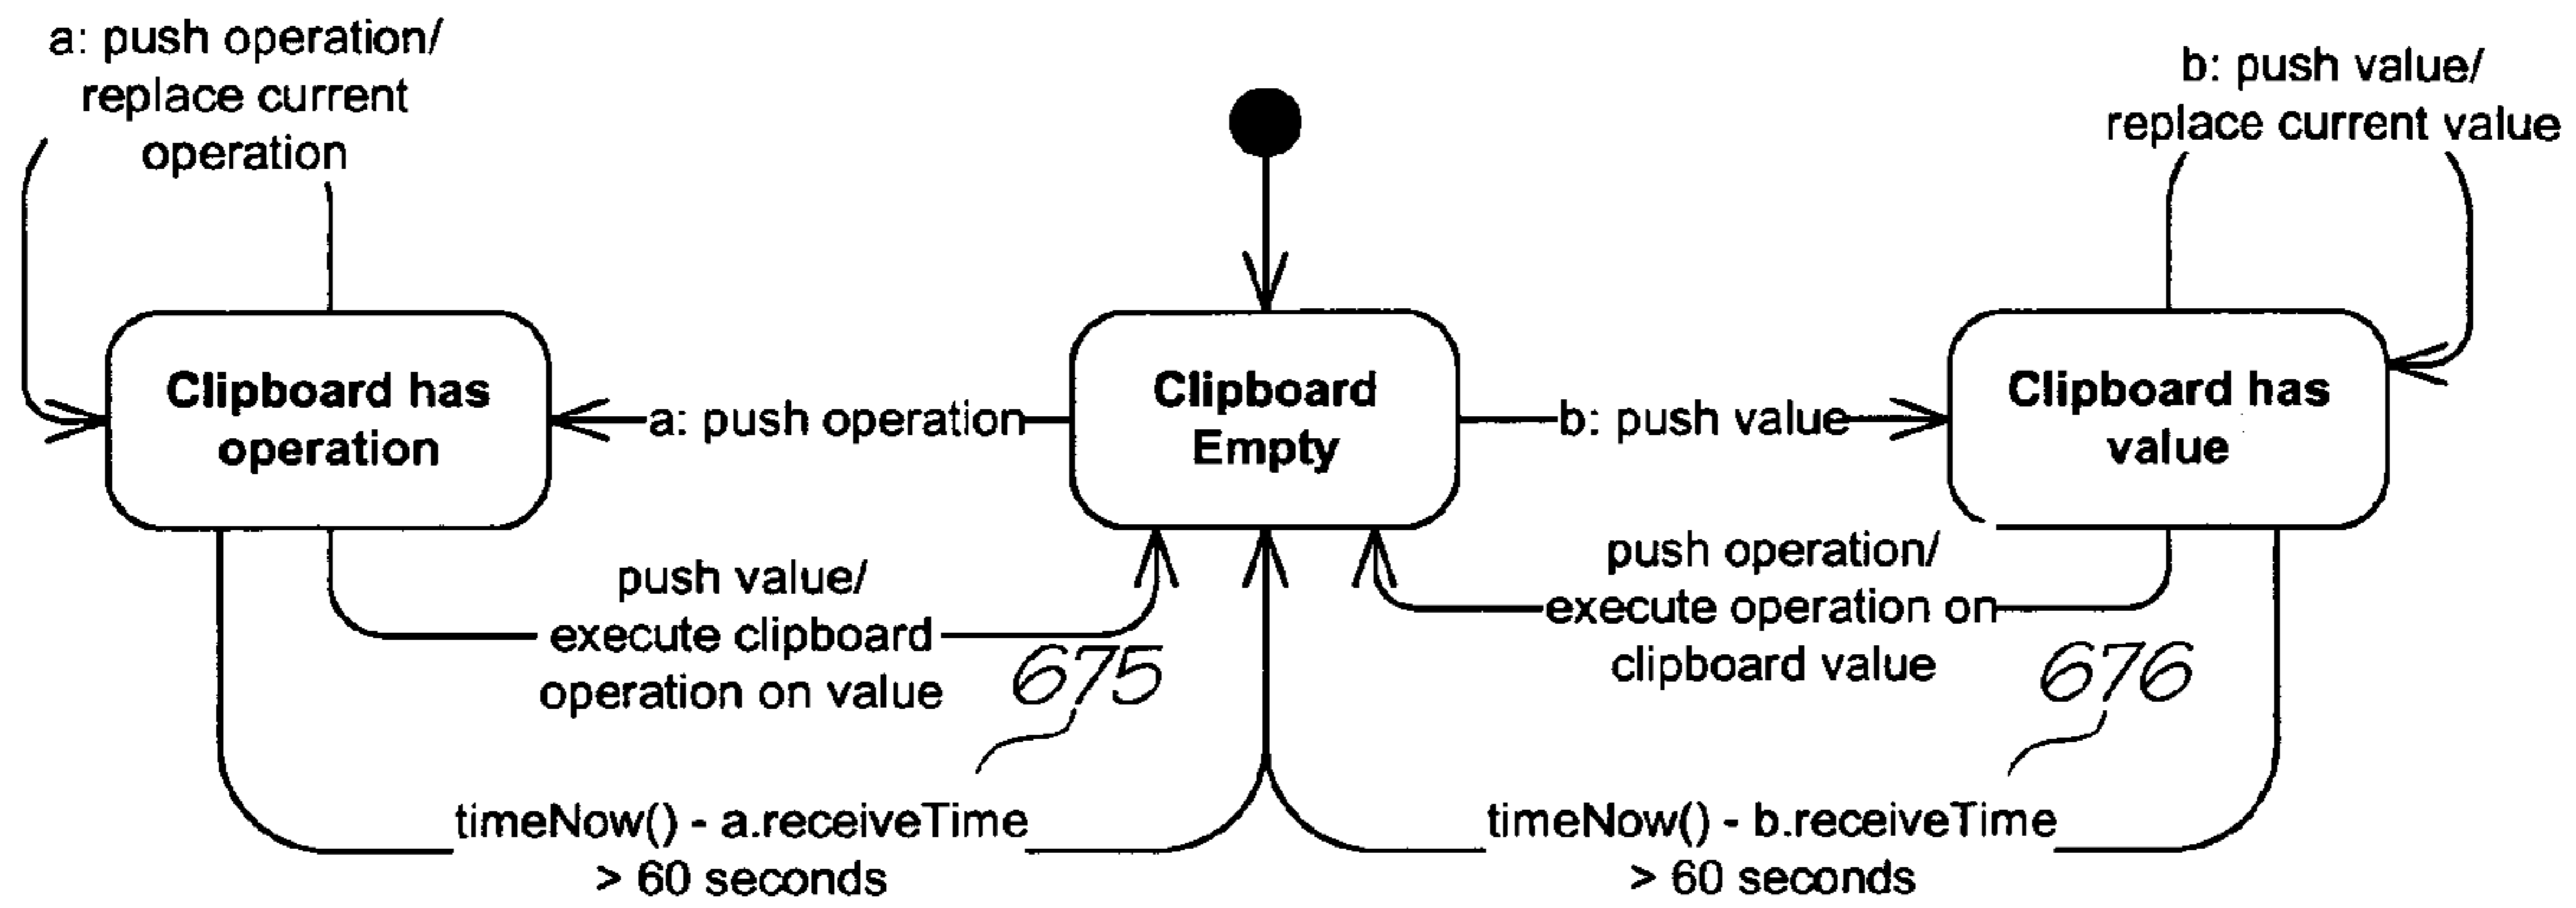 a: push operation/
replace current
operation
b: push value/
replace current value
Clipboard has
operation
a: push operation
Clipboard
Empty
b: push value
Clipboard has
value
push value/
execute clipboard
operation on value
675
push operation/
execute operation on
clipboard value
676
timeNow() - a.receiveTime
> 60 seconds
timeNow() - b.receiveTime
> 60 seconds